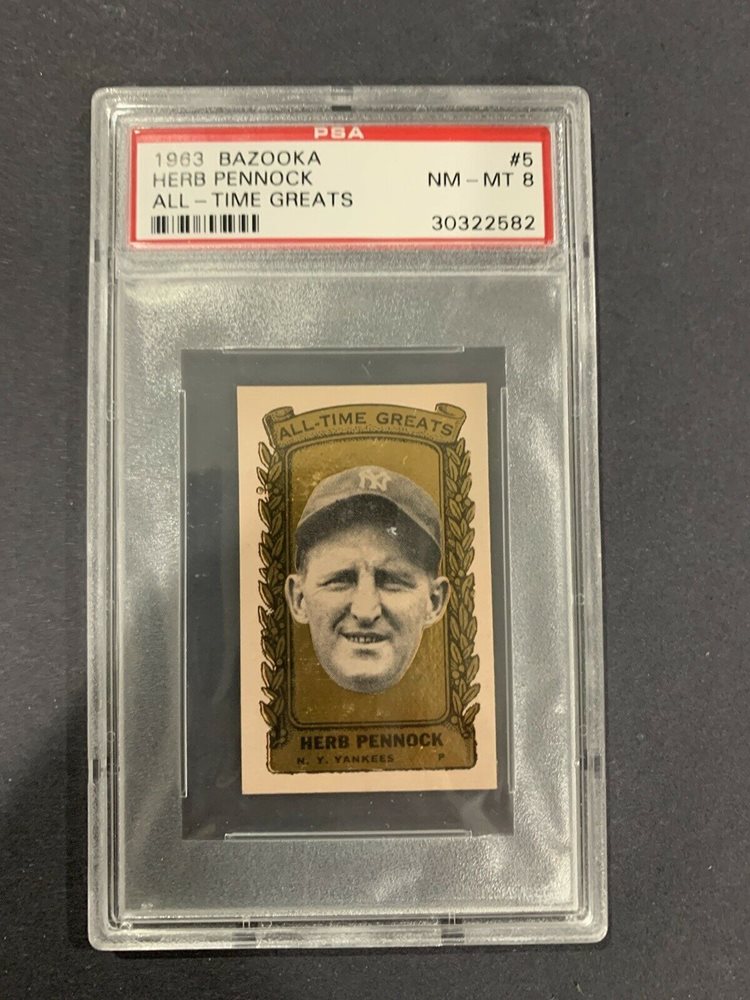 PSA
1963 BAZOOKA #5
HERB PENNOCK NM-MT 8
ALL-TIME GREATS
30322582
ALL-TIME GREATS
NY
HERB PENNOCK
N. Y. YANKEES P